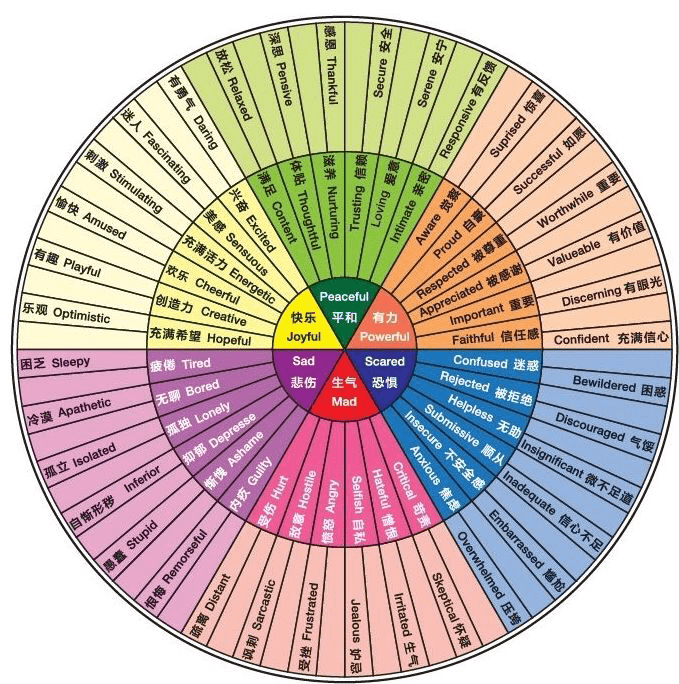 Peaceful
平和
有力
Powerful
Scared
恐惧
生气
Mad
Sad
悲伤
快乐
Joyful
满足 Content
体贴 Thoughtful
滋养 Nurturing
Trusting 信赖
Loving 爱意
Intimate 亲密
Aware 觉察
Proud 自豪
Respected 被尊重
Appreciated 被感谢
Important 重要
Faithful 信任感
Confused 迷惑
Rejected 被拒绝
Helpless 无助
Submissive 顺从
Insecure 不安全感
Anxious 焦虑
Critical 苛责
Hateful 憎恨
Selfish 自私
愤怒 Angry
敌意 Hostile
受伤 Hurt
内疚 Guilty
惭愧 Ashame
抑郁 Depresse
孤独 Lonely
无聊 Bored
疲倦 Tired
充满希望 Hopeful
创造力 Creative
欢乐 Cheerful
充满活力 Energetic
美感 Sensuous
兴奋 Excited
放松 Relaxed
深思 Pensive
感恩 Thankful
Secure 安全
Serene 安宁
Responsive 有反馈
Suprised 惊喜
Successful 如愿
Worthwhile 重要
Valueable 有价值
Discerning 有眼光
Confident 充满信心
Bewildered 困惑
Discouraged 气馁
Insignificant 微不足道
Inadequate 信心不足
Embarrassed 尴尬
Overwhelmed 压垮
Skeptical 怀疑
Irritated 生气
Jealous 妒忌
受挫 Frustrated
讽刺 Sarcastic
疏离 Distant
悔恨 Remorseful
愚蠢 Stupid
自惭形秽 Inferior
孤立 Isolated
冷漠 Apathetic
困乏 Sleepy
乐观 Optimistic
有趣 Playful
愉快 Amused
刺激 Stimulating
迷人 Fascinating
有勇气 Daring